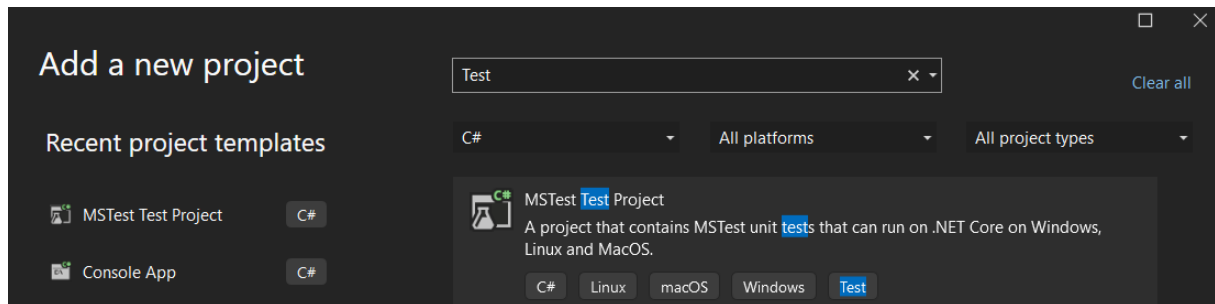 Add a new project
Test
Clear all
Recent project templates
C#
All platforms
All project types
MSTest Test Project
C#
Console App
C#
C#
MSTest Test Project
A project that contains MSTest unit tests that can run on .NET Core on Windows,
Linux and MacOS.
C#
Linux
macOS
Windows
Test